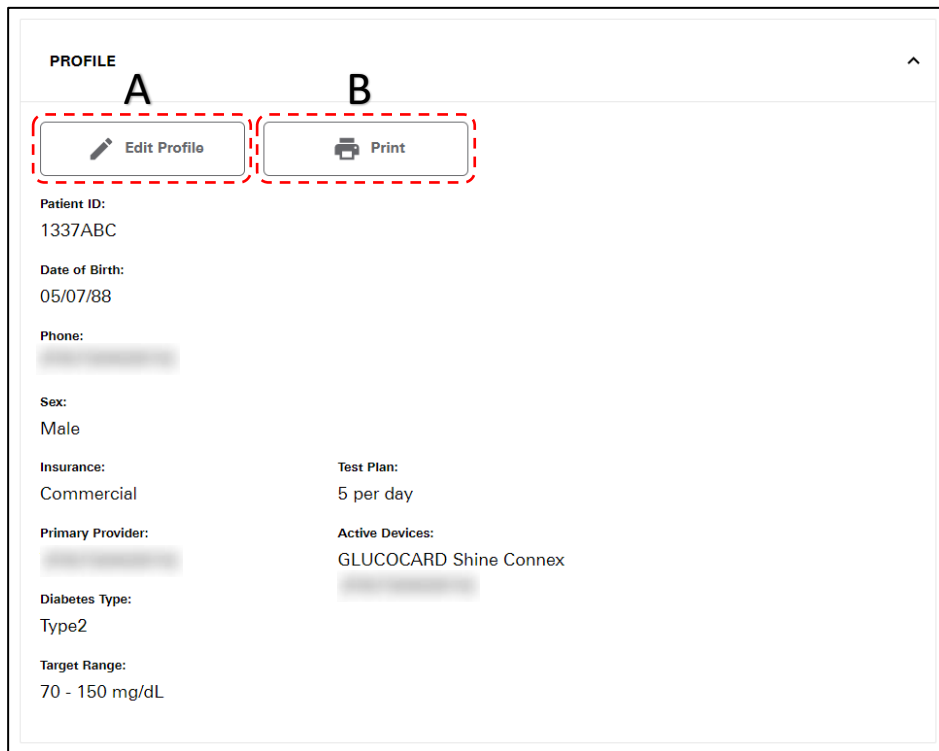 PROFILE
A
B
Edit Profile
Print
Patient ID:
1337ABC
Date of Birth:
05/07/88
Phone:
Sex:
Male
Insurance:
Commercial
Test Plan:
5 per day
Primary Provider:
Active Devices:
GLUCOCARD Shine Connex
Diabetes Type:
Type2
Target Range:
70 - 150 mg/dL